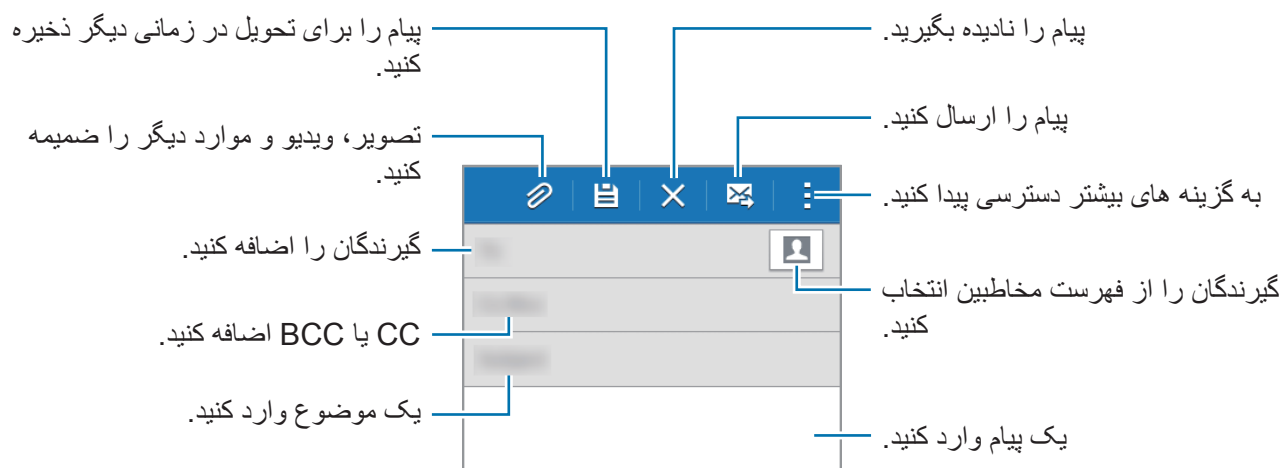 پیام را نادیده بگیرید.
پیام را ارسال کنید.
به گزینه های بیشتر دسترسی پیدا کنید.
گیرندگان را از فهرست مخاطبین انتخاب
کنید.
یک پیام وارد کنید.
پیام را برای تحویل در زمانی دیگر ذخیره
کنید.
تصویر، ویدیو و موارد دیگر را ضمیمه
کنید.
گیرندگان را اضافه کنید.
CC یا BCC اضافه کنید.
یک موضوع وارد کنید.